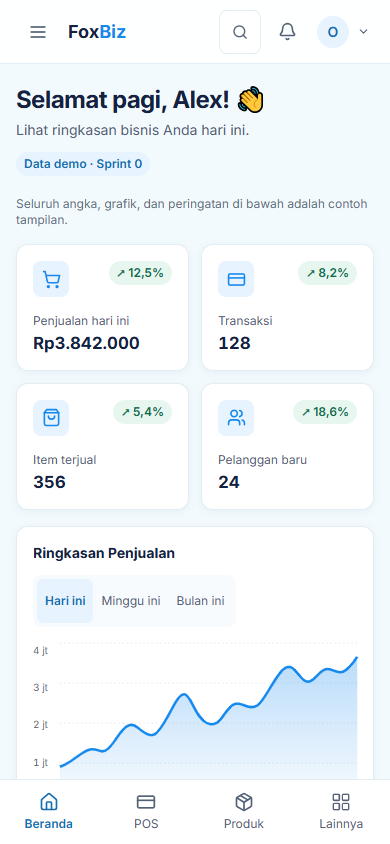 FoxBiz
O
Selamat pagi, Alex! 👋
Lihat ringkasan bisnis Anda hari ini.
Data demo · Sprint 0
Seluruh angka, grafik, dan peringatan di bawah adalah contoh
tampilan.
↗ 12,5%
Penjualan hari ini
Rp3.842.000
↗ 8,2%
Transaksi
128
↗ 5,4%
Item terjual
356
↗ 18,6%
Pelanggan baru
24
Ringkasan Penjualan
Hari ini Minggu ini Bulan ini
4 jt
3 jt
2 jt
1 jt
Beranda POS Produk Lainnya